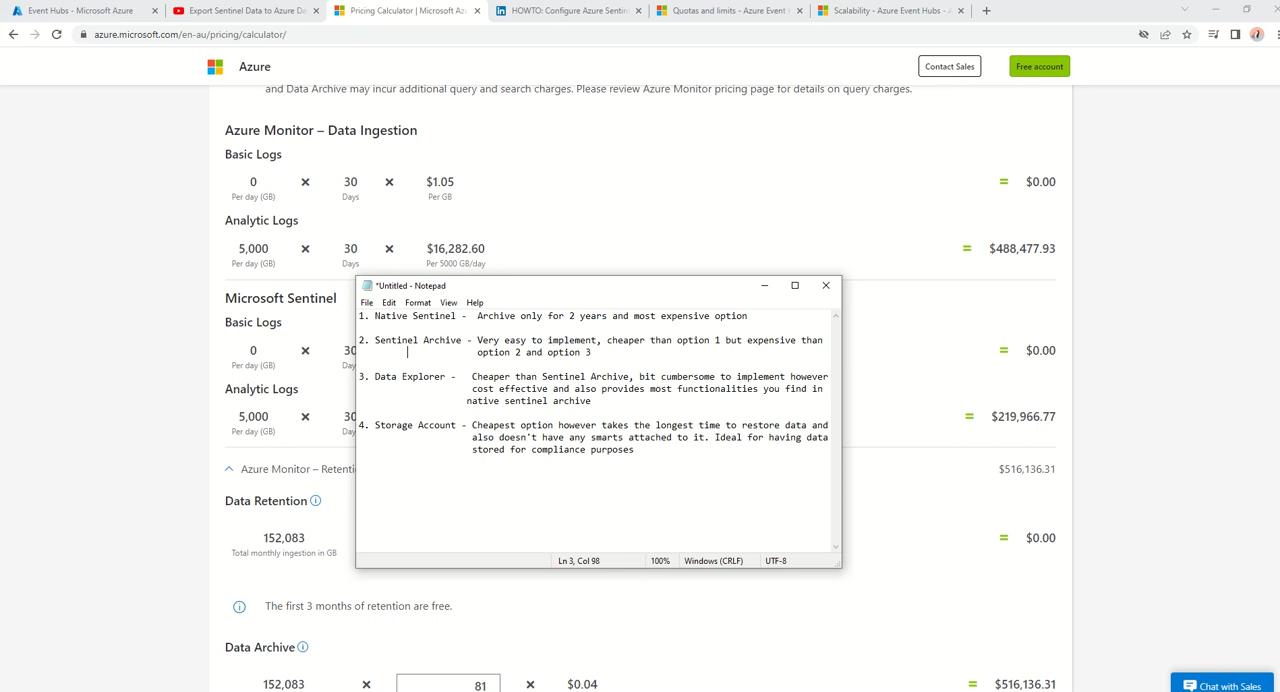 Event Hubs - Microsoft Azure
Export Sentinel Data to Azure Da
Pricing Calculator | Microsoft Az
HOWTO: Configure Azure Sentin
Quotas and limits - Azure Event
Scalability - Azure Event Hubs - A
azure.microsoft.com/en-au/pricing/calculator/
Azure
Contact Sales
Free account
and Data Archive may incur additional query and search charges. Please review Azure Monitor pricing page for details on query charges.
Azure Monitor – Data Ingestion
Basic Logs
0 × 30 × $1.05 = $0.00
Per day (GB) Days Per GB
Analytic Logs
5,000 × 30 × $16,282.60 = $488,477.93
Per day (GB) Days Per 5000 GB/day
Microsoft Sentinel
Basic Logs
0 × 30 = $0.00
Per day (GB) Day
Analytic Logs
5,000 × 30 = $219,966.77
Per day (GB) Day
Azure Monitor – Retenti $516,136.31
Data Retention
152,083 = $0.00
Total monthly ingestion in GB
The first 3 months of retention are free.
Data Archive
152,083 × 81 × $0.04 = $516,136.31
Chat with Sales
*Untitled - Notepad
File Edit Format View Help
1. Native Sentinel - Archive only for 2 years and most expensive option
2. Sentinel Archive - Very easy to implement, cheaper than option 1 but expensive than
option 2 and option 3
3. Data Explorer - Cheaper than Sentinel Archive, bit cumbersome to implement however
cost effective and also provides most functionalities you find in
native sentinel archive
4. Storage Account - Cheapest option however takes the longest time to restore data and
also doesn't have any smarts attached to it. Ideal for having data
stored for compliance purposes
Ln 3, Col 98 100% Windows (CRLF) UTF-8